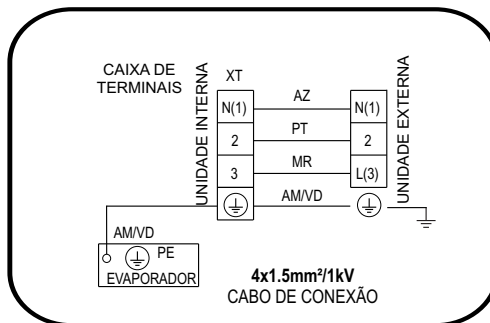 CAIXA DE
TERMINAIS
UNIDADE INTERNA
XT
N(1)
2
3
AZ
PT
MR
AM/VD
N(1)
2
L(3)
UNIDADE EXTERNA
AM/VD
PE
EVAPORADOR
4x1.5mm²/1kV
CABO DE CONEXÃO